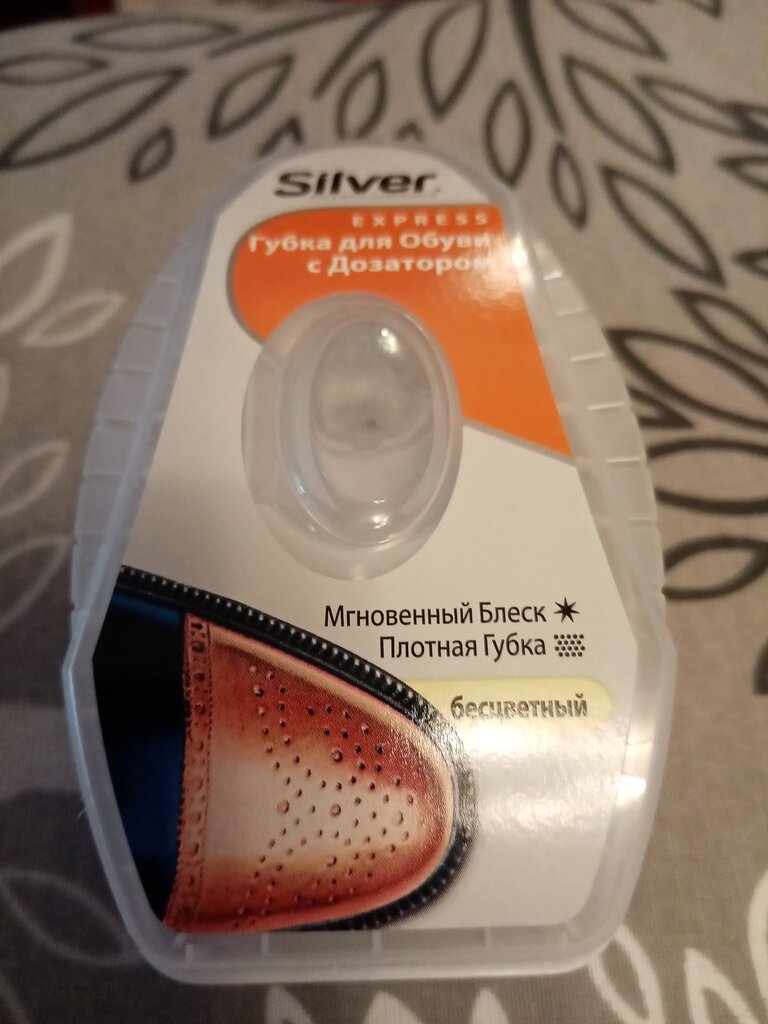 Silver
EXPRESS
Губка для Обуви
с Дозатором
Мгновенный Блеск
Плотная Губка
бесцветный